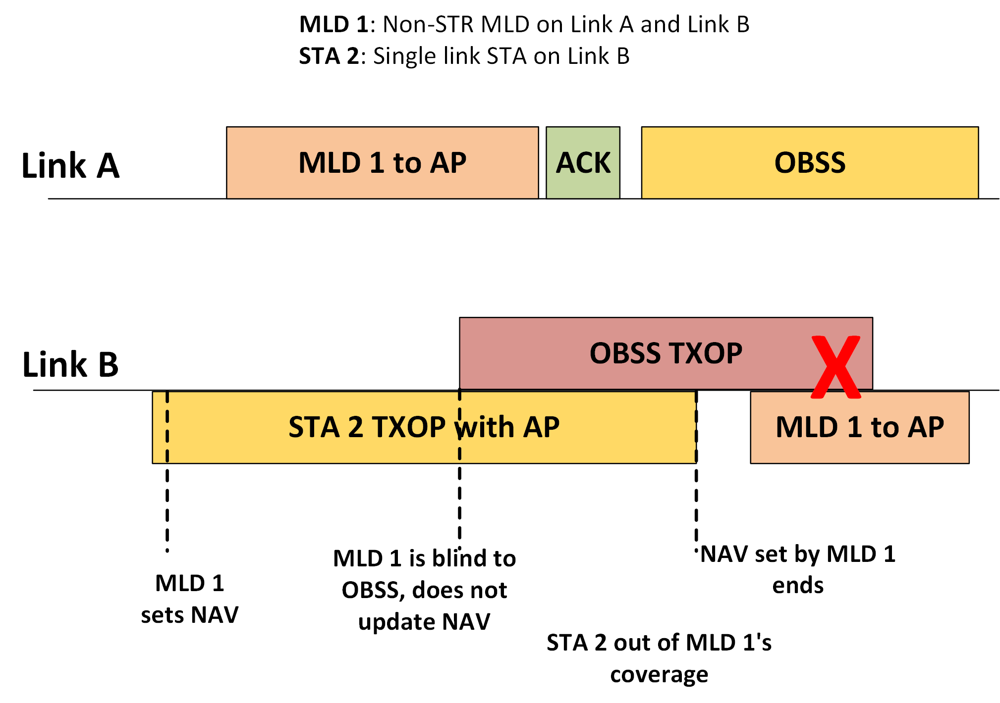 MLD 1: Non-STR MLD on Link A and Link B
STA 2: Single link STA on Link B
Link A
MLD 1 to AP
ACK
OBSS
Link B
OBSS TXOP
X
STA 2 TXOP with AP
MLD 1 to AP
MLD 1
sets NAV
MLD 1 is blind to
OBSS, does not
update NAV
NAV set by MLD 1
ends
STA 2 out of MLD 1's
coverage